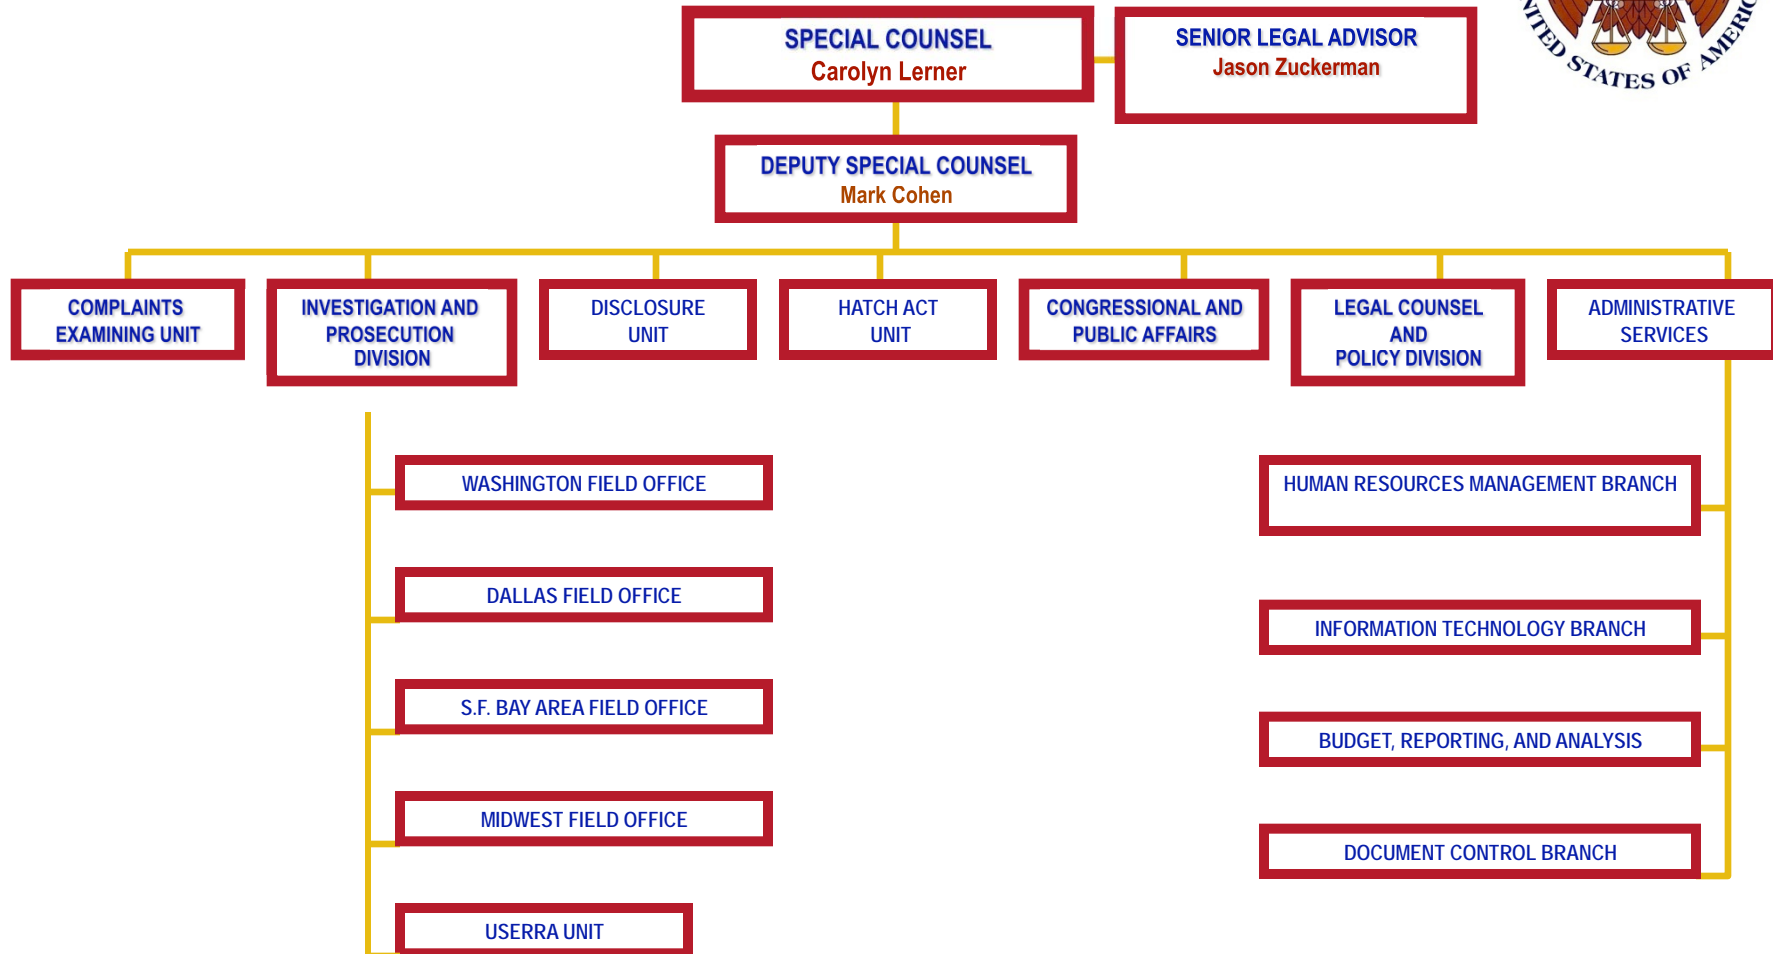 SPECIAL COUNSEL
Carolyn Lerner
SENIOR LEGAL ADVISOR
Jason Zuckerman
UNITED STATES OF AMERICA
DEPUTY SPECIAL COUNSEL
Mark Cohen
COMPLAINTS
EXAMINING UNIT
INVESTIGATION AND
PROSECUTION
DIVISION
DISCLOSURE
UNIT
HATCH ACT
UNIT
CONGRESSIONAL AND
PUBLIC AFFAIRS
LEGAL COUNSEL
AND
POLICY DIVISION
ADMINISTRATIVE
SERVICES
WASHINGTON FIELD OFFICE
DALLAS FIELD OFFICE
S.F. BAY AREA FIELD OFFICE
MIDWEST FIELD OFFICE
USERRA UNIT
HUMAN RESOURCES MANAGEMENT BRANCH
INFORMATION TECHNOLOGY BRANCH
BUDGET, REPORTING, AND ANALYSIS
DOCUMENT CONTROL BRANCH